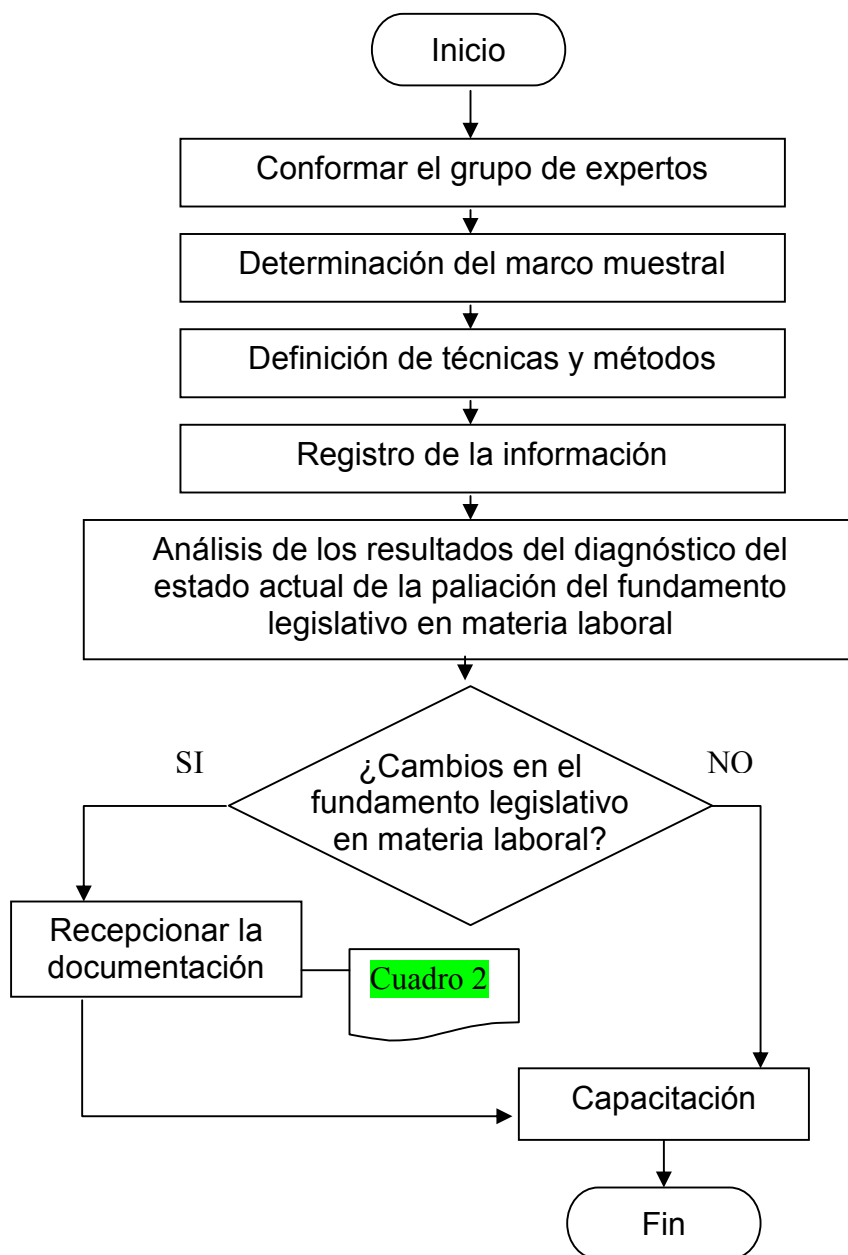 Inicio
Conformar el grupo de expertos
Determinación del marco muestral
Definición de técnicas y métodos
Registro de la información
Análisis de los resultados del diagnóstico del
estado actual de la paliación del fundamento
legislativo en materia laboral
SI
¿Cambios en el
fundamento legislativo
en materia laboral?
NO
Recepcionar la
documentación
Cuadro 2
Capacitación
Fin